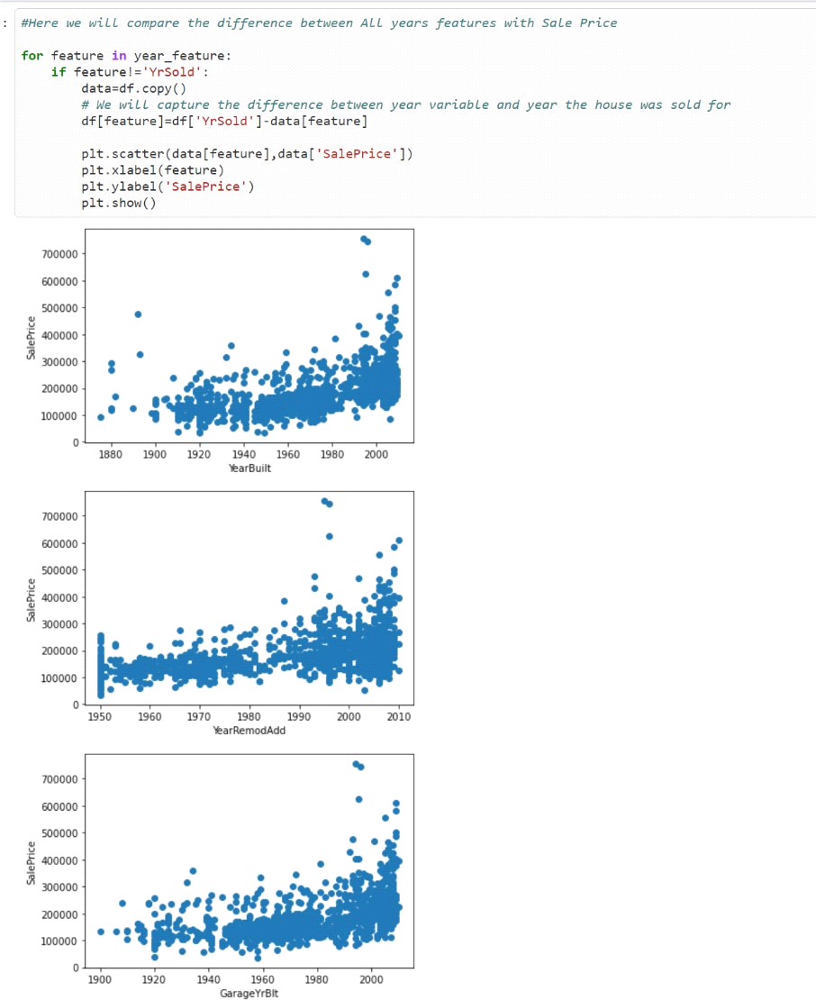 : #Here we will compare the difference between All years features with Sale Price
for feature in year_feature:
if feature!='YrSold':
data=df.copy()
# We will capture the difference between year variable and year the house was sold for
df[feature]=df['YrSold']-data[feature]
plt.scatter(data[feature],data['SalePrice'])
plt.xlabel(feature)
plt.ylabel('SalePrice')
plt.show()
700000
600000
500000
400000
300000
200000
100000
0
SalePrice
1880 1900 1920 1940 1960 1980 2000
YearBuilt
700000
600000
500000
400000
300000
200000
100000
0
SalePrice
1950 1960 1970 1980 1990 2000 2010
YearRemodAdd
700000
600000
500000
400000
300000
200000
100000
0
SalePrice
1900 1920 1940 1960 1980 2000
GarageYrBlt